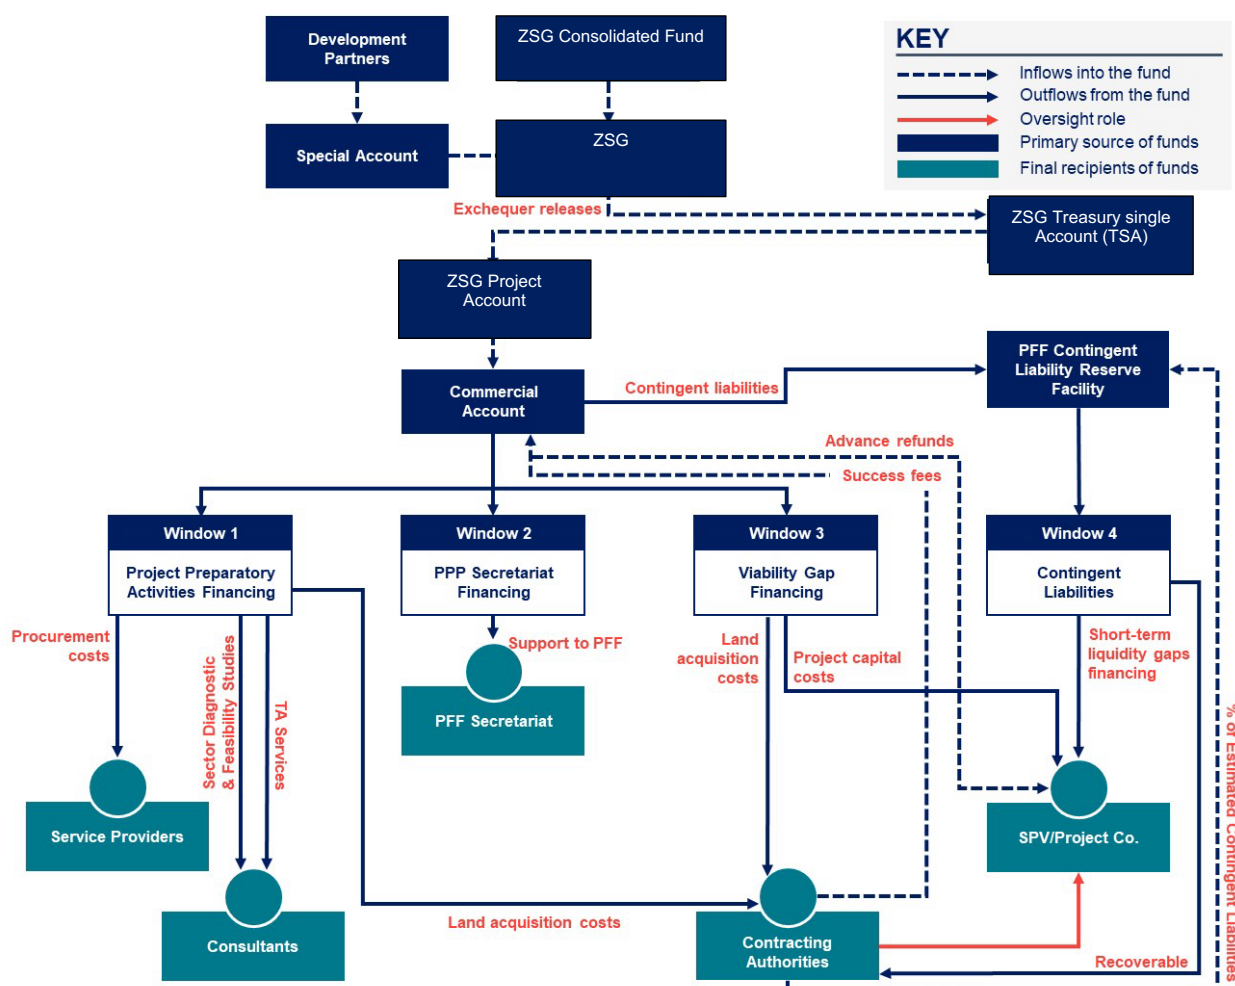 Development
Partners
ZSG Consolidated Fund
KEY
Inflows into the fund
Outflows from the fund
Oversight role
Primary source of funds
Final recipients of funds
Special Account
ZSG
Exchequer releases
ZSG Treasury single
Account (TSA)
ZSG Project
Account
Commercial
Account
Contingent liabilities
PFF Contingent
Liability Reserve
Facility
Advance refunds
Success fees
Window 1
Project Preparatory
Activities Financing
Window 2
PPP Secretariat
Financing
Window 3
Viability Gap
Financing
Window 4
Contingent
Liabilities
Procurement
costs
Sector Diagnostic
& Feasibility Studies
TA Services
Support to PFF
Land
acquisition
costs
Project capital
costs
Short-term
liquidity gaps
financing
% of Estimated Contingent Liabilities
PFF Secretariat
Service Providers
SPV/Project Co.
Consultants
Land acquisition costs
Contracting
Authorities
Recoverable